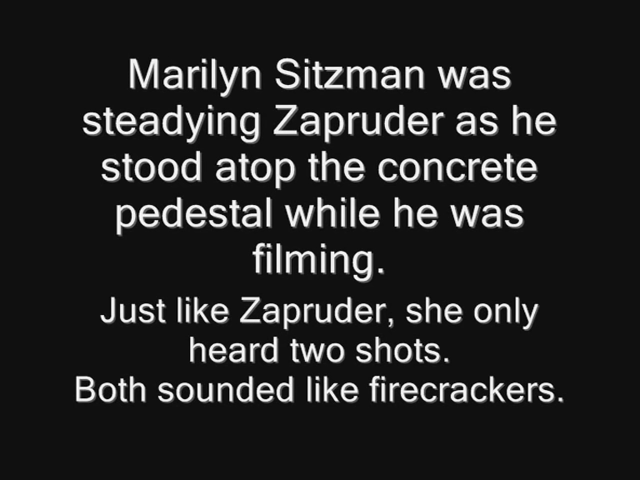 Marilyn Sitzman was
steadying Zapruder as he
stood atop the concrete
pedestal while he was
filming.
Just like Zapruder, she only
heard two shots.
Both sounded like firecrackers.